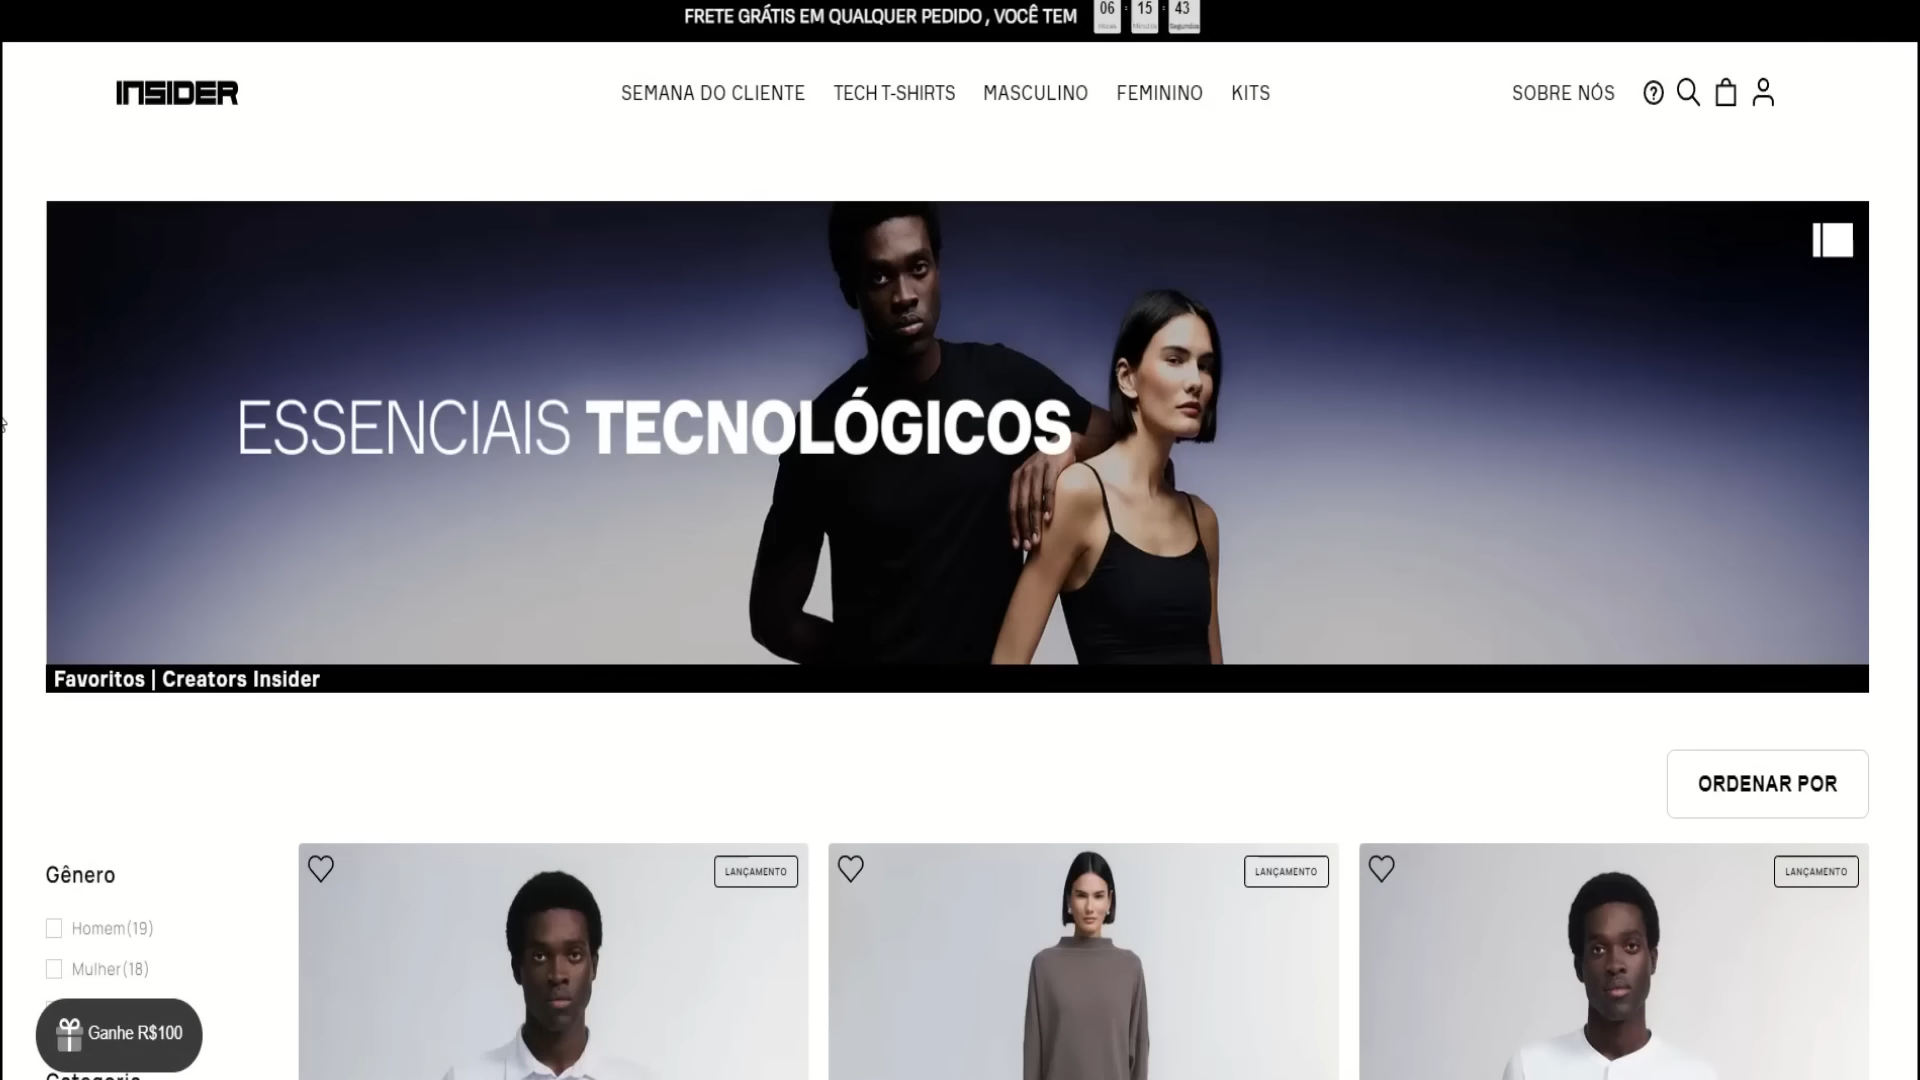 FRETE GRÁTIS EM QUALQUER PEDIDO , VOCÊ TEM 06 : 15 : 43
INSIDER
SEMANA DO CLIENTE TECH T-SHIRTS MASCULINO FEMININO KITS
SOBRE NÓS
ESSENCIAIS TECNOLÓGICOS
Favoritos | Creators Insider
ORDENAR POR
Gênero
Homem(19)
Mulher(18)
Ganhe R$100
LANÇAMENTO
LANÇAMENTO
LANÇAMENTO